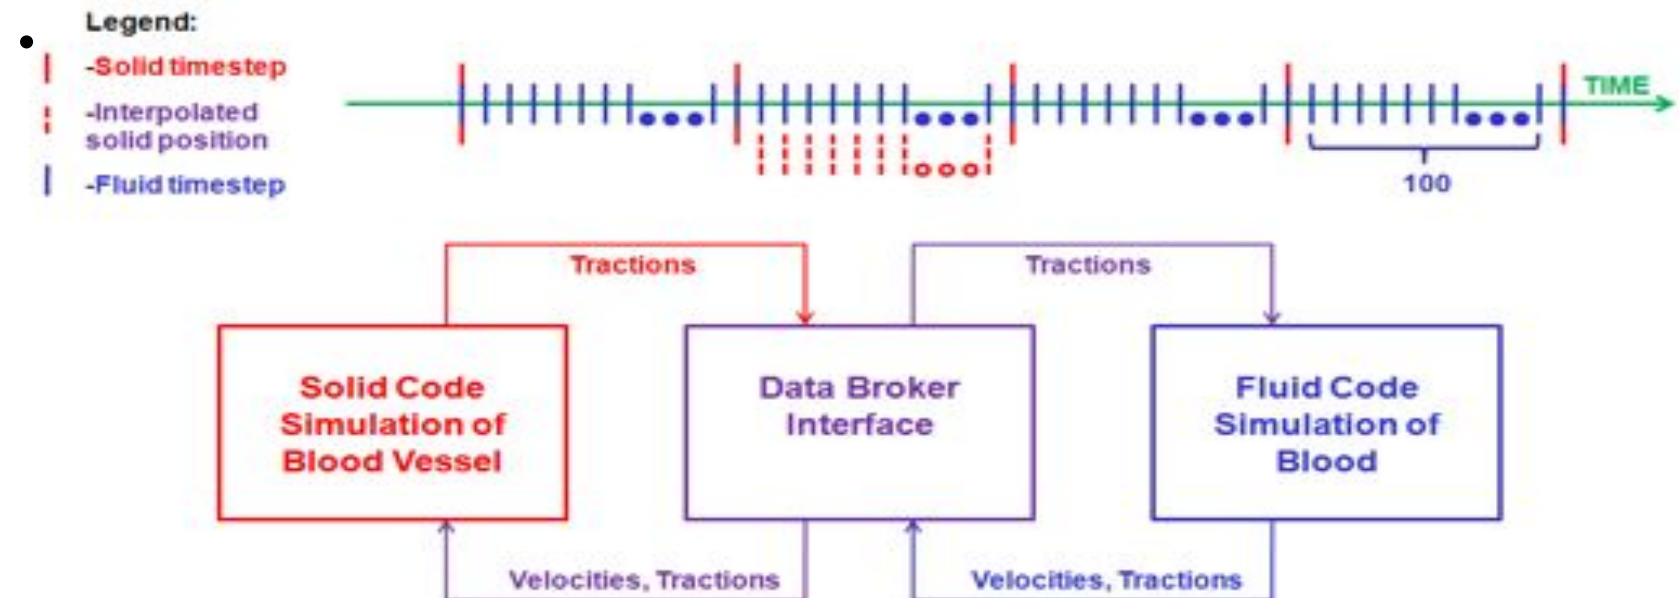 Legend:
-Solid timestep
-Interpolated
solid position
-Fluid timestep
TIME
100
Tractions
Tractions
Solid Code
Simulation of
Blood Vessel
Data Broker
Interface
Fluid Code
Simulation of
Blood
Velocities, Tractions
Velocities, Tractions